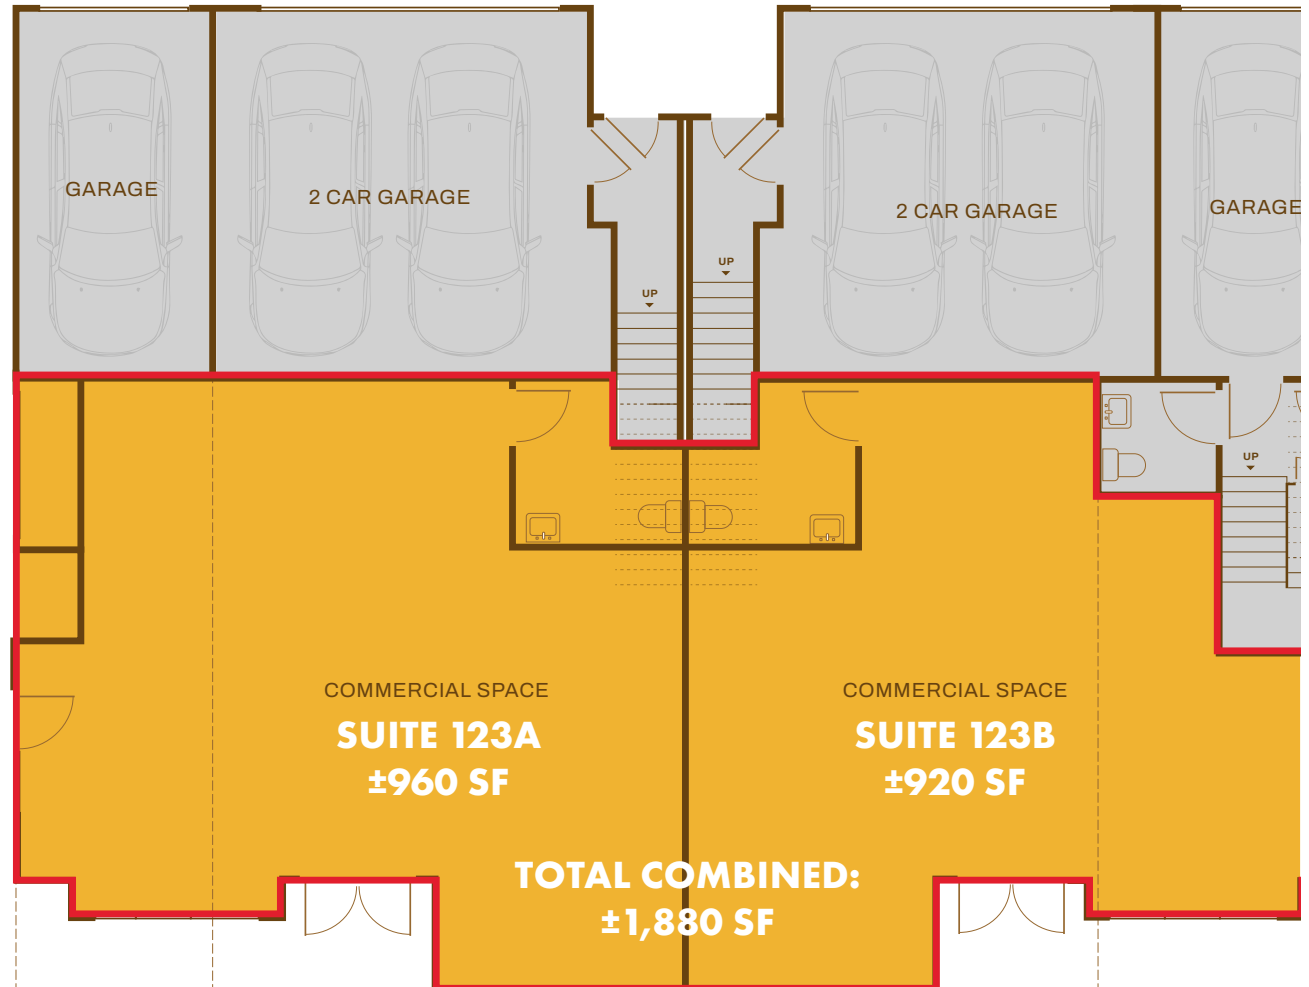 GARAGE
2 CAR GARAGE
2 CAR GARAGE
GARAGE
UP
UP
UP
COMMERCIAL SPACE
SUITE 123A
±960 SF
COMMERCIAL SPACE
SUITE 123B
±920 SF
TOTAL COMBINED:
±1,880 SF